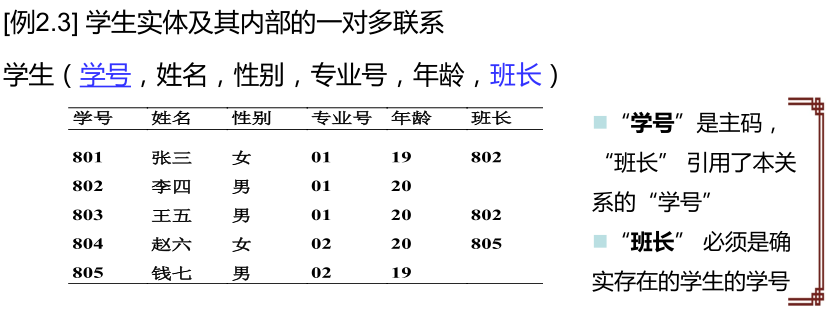 [例2.3] 学生实体及其内部的一对多联系
学生（学号，姓名，性别，专业号，年龄，班长）
学号 姓名 性别 专业号 年龄 班长
801 张三 女 01 19 802
802 李四 男 01 20
803 王五 男 01 20 802
804 赵六 女 02 20 805
805 钱七 男 02 19
“学号”是主码，
“班长” 引用了本关
系的“学号”
“班长” 必须是确
实存在的学生的学号